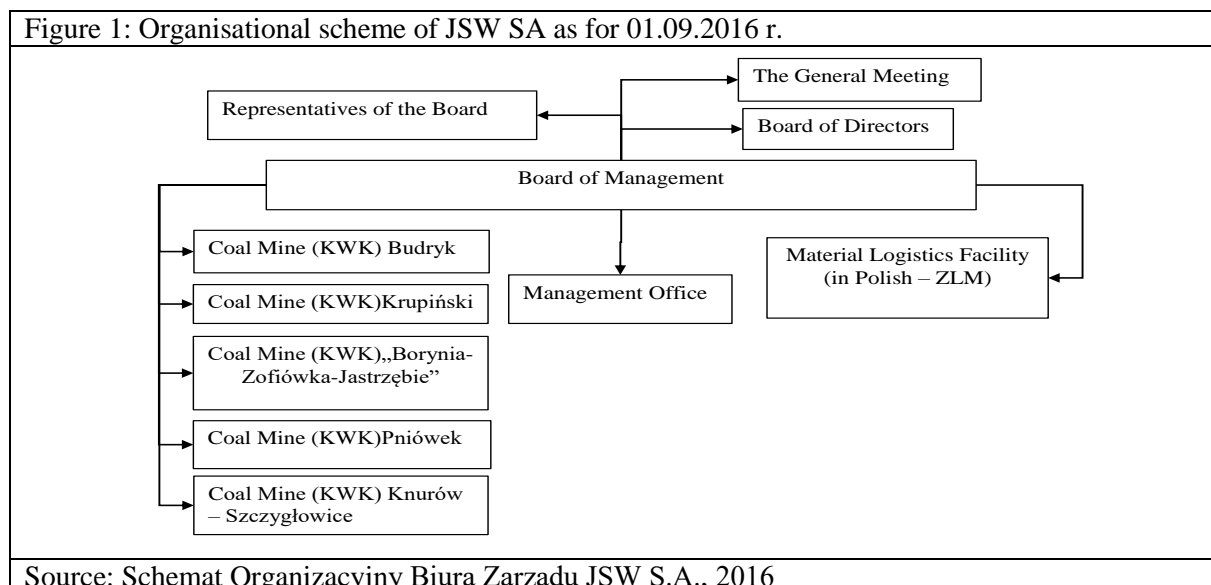 Figure 1: Organisational scheme of JSW SA as for 01.09.2016 r.
The General Meeting
Representatives of the Board
Board of Directors
Board of Management
Coal Mine (KWK) Budryk
Material Logistics Facility
(in Polish – ZLM)
Management Office
Coal Mine (KWK)Krupiński
Coal Mine (KWK)„Borynia-
Zofiówka-Jastrzębie”
Coal Mine (KWK)Pniówek
Coal Mine (KWK) Knurów
– Szczygłowice
Source: Schemat Organizacyjny Biura Zarządu JSW S.A., 2016